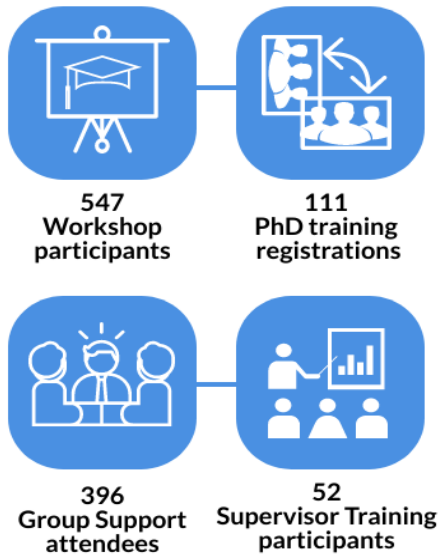 547
Workshop
participants
111
PhD training
registrations
396
Group Support
attendees
52
Supervisor Training
participants